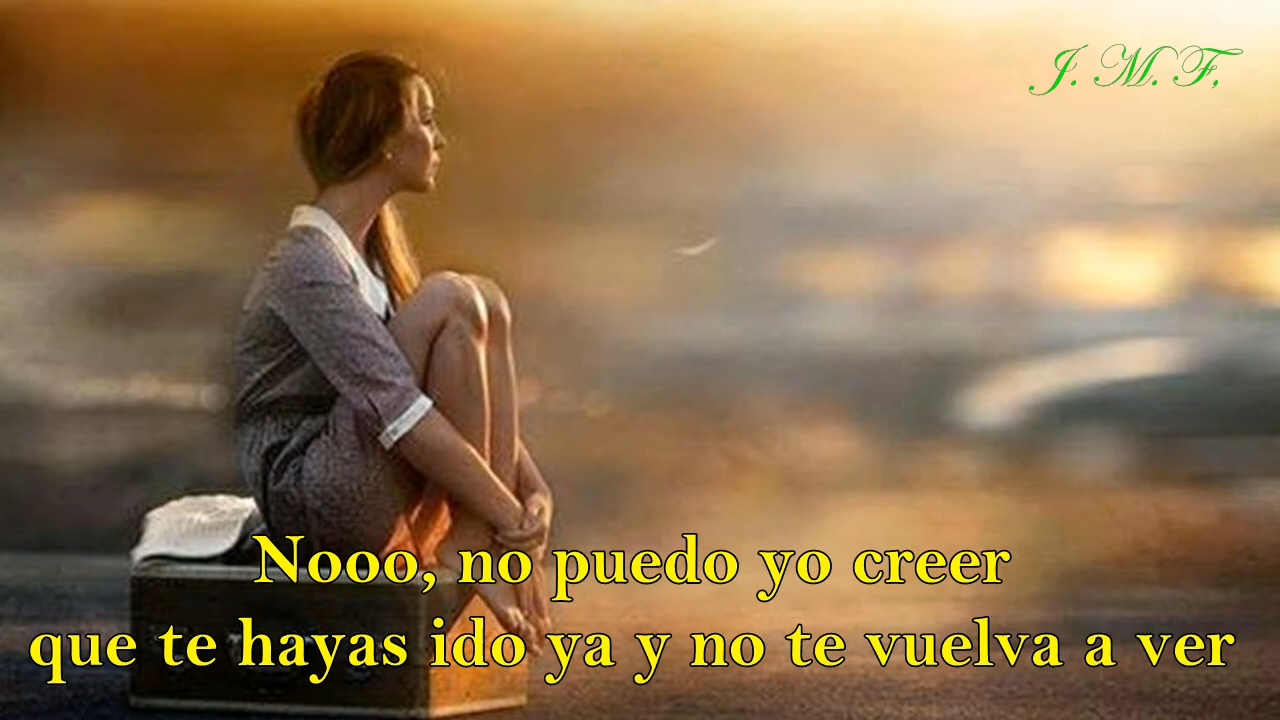 J. M. F.
Nooo, no puedo yo creer
que te hayas ido ya y no te vuelva a ver